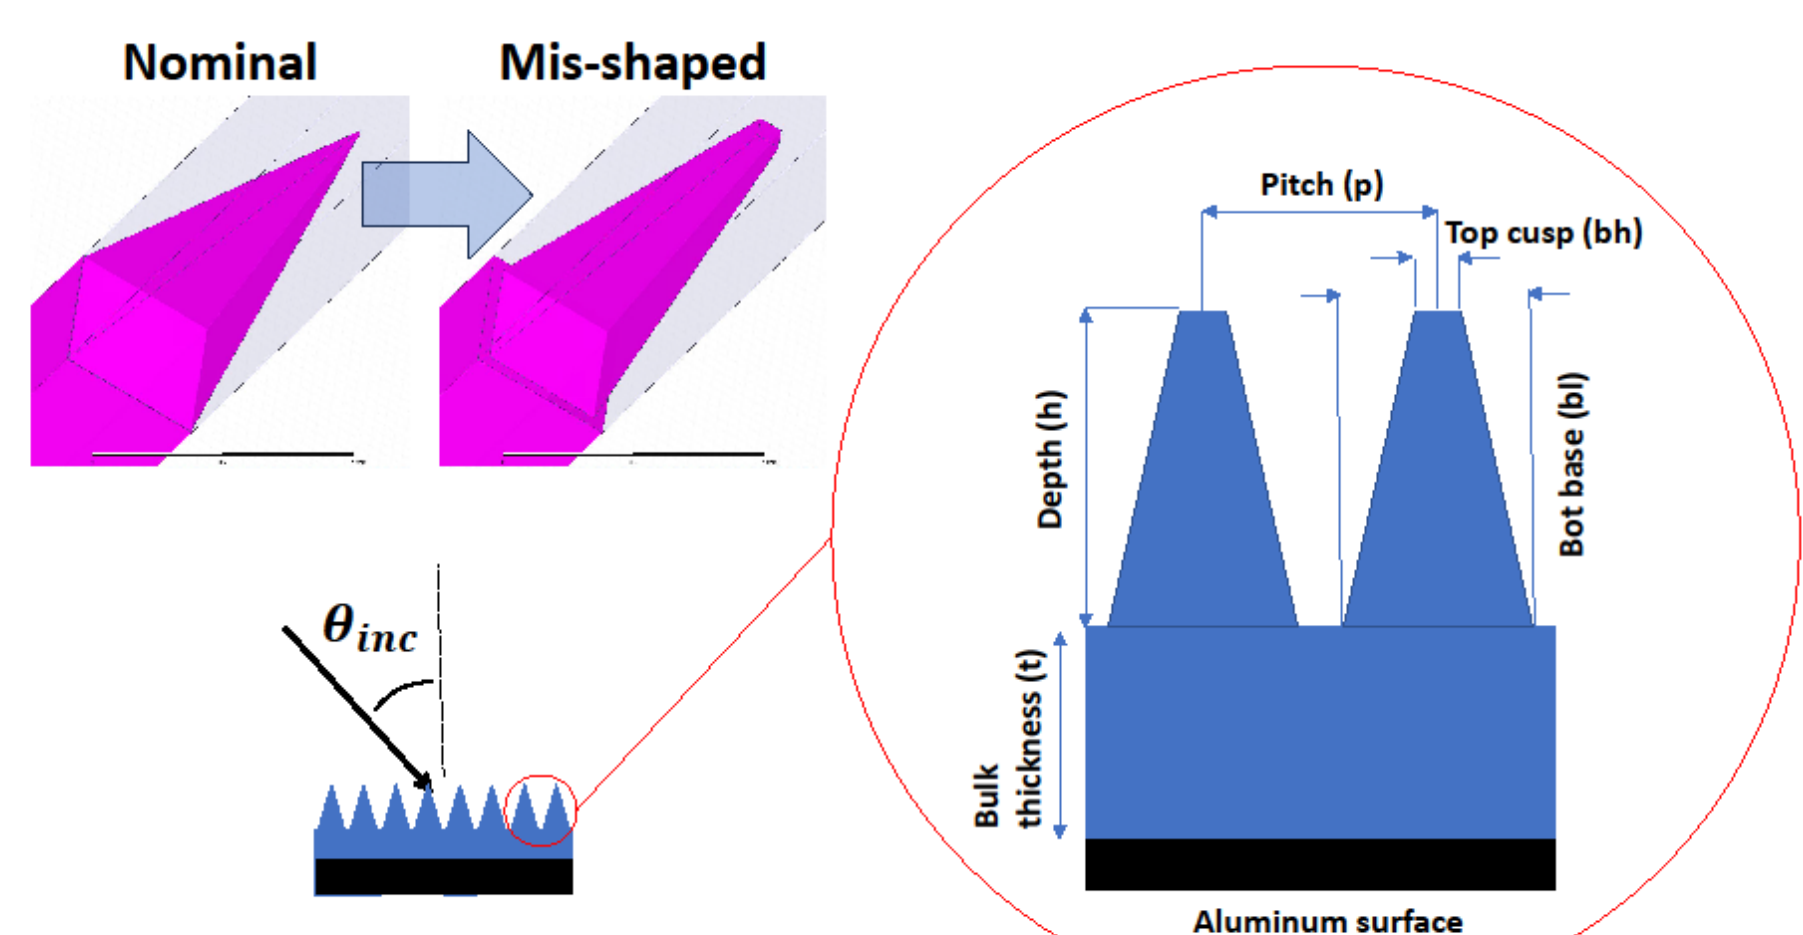 Nominal
Mis-shaped
Pitch (p)
Top cusp (bh)
Depth (h)
Bot base (bl)
θinc
Bulk
thickness (t)
Aluminum surface